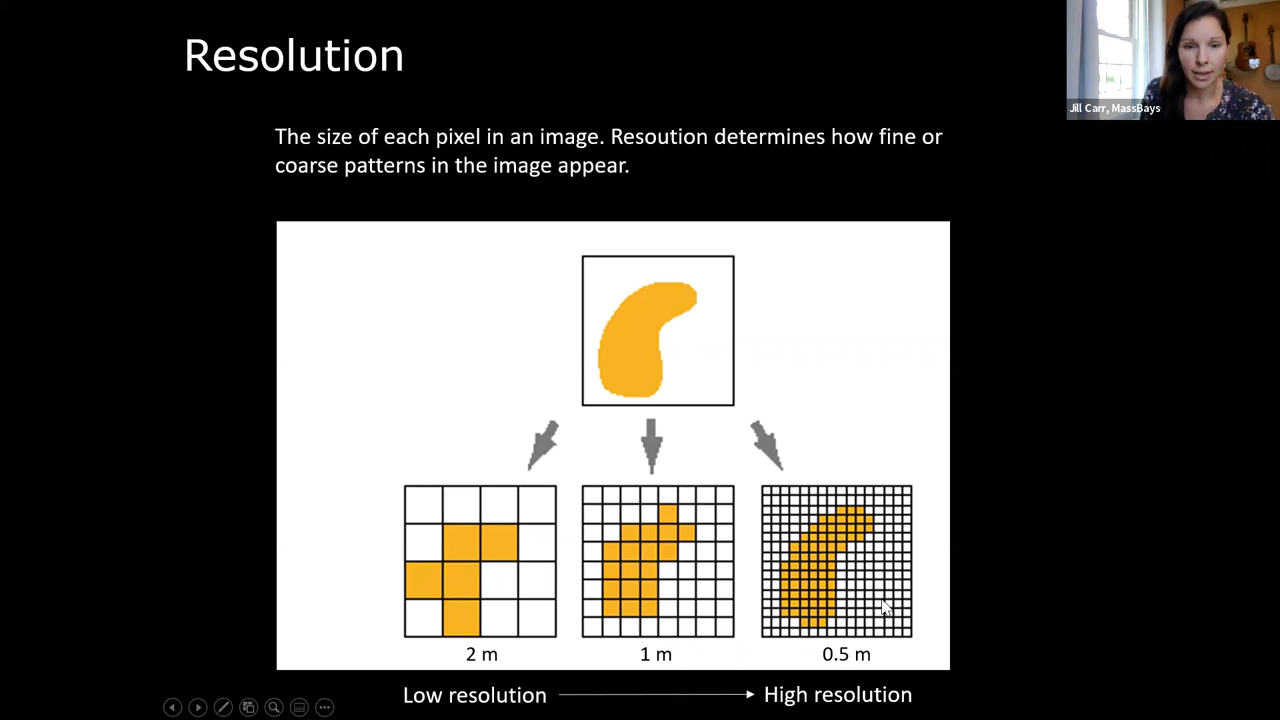 Resolution
Jill Carr, MassBays
The size of each pixel in an image. Resoution determines how fine or
coarse patterns in the image appear.
2 m
1 m
0.5 m
Low resolution
High resolution